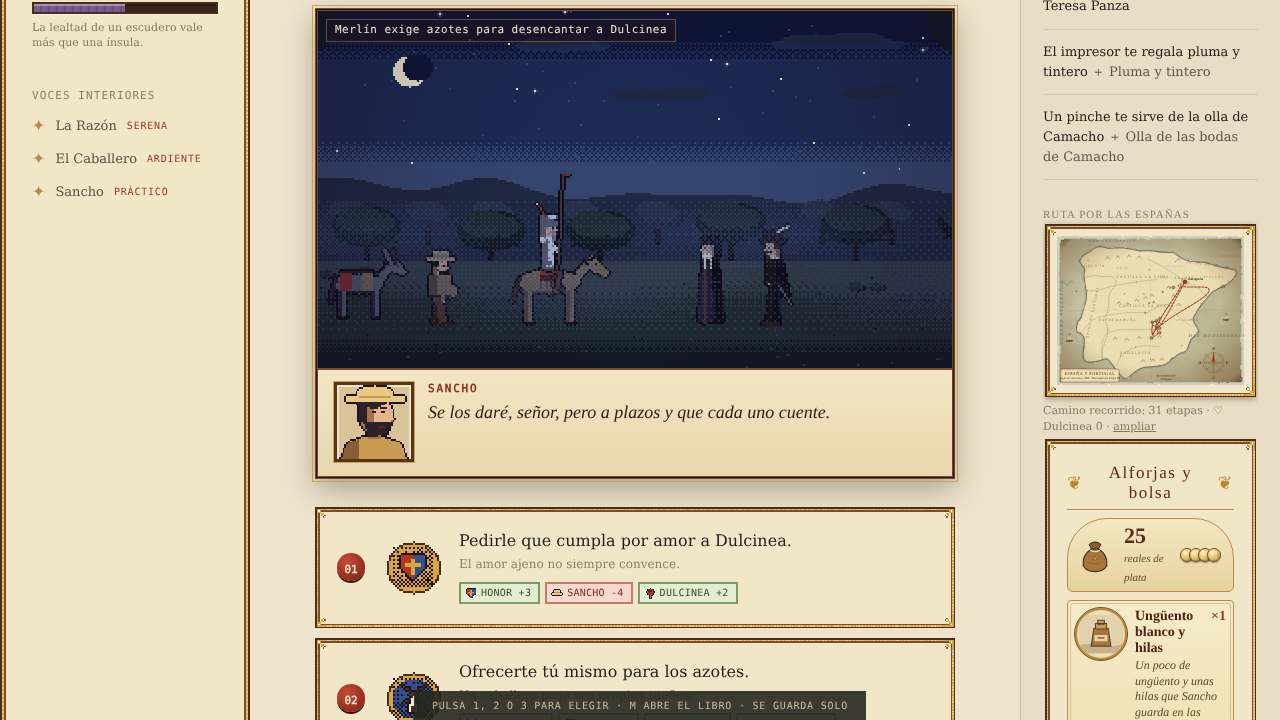 La lealtad de un escudero vale
más que una ínsula.
VOCES INTERIORES
La Razón SERENA
El Caballero ARDIENTE
Sancho PRÁCTICO
Merlín exige azotes para desencantar a Dulcinea
SANCHO
Se los daré, señor, pero a plazos y que cada uno cuente.
01
Pedirle que cumpla por amor a Dulcinea.
El amor ajeno no siempre convence.
HONOR +3 SANCHO -4 DULCINEA +2
02
Ofrecerte tú mismo para los azotes.
PULSA 1, 2 O 3 PARA ELEGIR · M ABRE EL LIBRO · SE GUARDA SOLO
Teresa Panza
El impresor te regala pluma y
tintero + Pluma y tintero
Un pinche te sirve de la olla de
Camacho + Olla de las bodas
de Camacho
RUTA POR LAS ESPAÑAS
ESPAÑA Y PORTUGAL
Camino recorrido: 31 etapas · ♡
Dulcinea 0 · ampliar
Alforjas y
bolsa
25
reales de
plata
Ungüento ×1
blanco y
hilas
Un poco de
ungüento y unas
hilas que Sancho
guarda en las